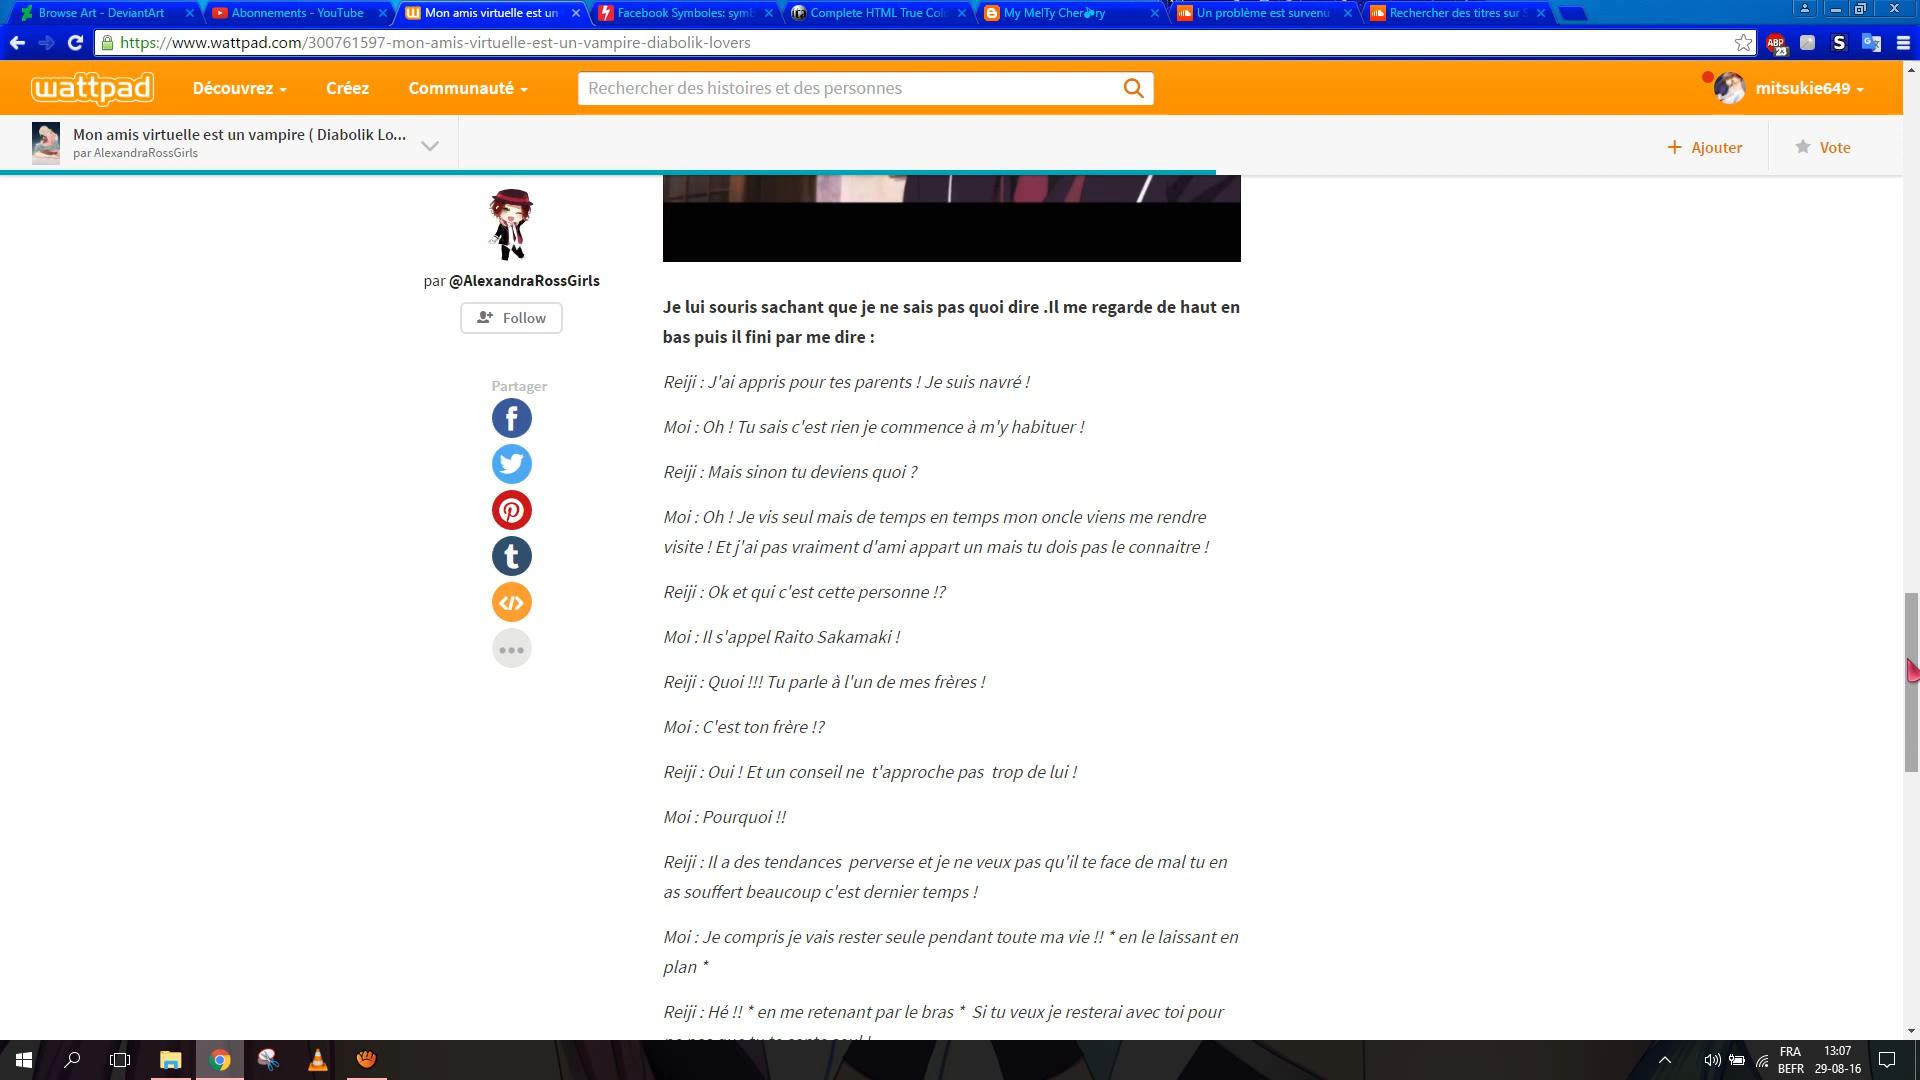 Browse Art - DeviantArt
Abonnements - YouTube
Mon amis virtuelle est un
Facebook Symboles: sym
Complete HTML True Col
My MelTy Cher ry
Un problème est survenu
Rechercher des titres sur
https://www.wattpad.com/300761597-mon-amis-virtuelle-est-un-vampire-diabolik-lovers
ABP
23
S
wattpad
Découvrez
Créez
Communauté
Rechercher des histoires et des personnes
mitsukie649
Mon amis virtuelle est un vampire ( Diabolik Lo...
par AlexandraRossGirls
+ Ajouter
Vote
par @AlexandraRossGirls
Follow
Partager
Je lui souris sachant que je ne sais pas quoi dire .Il me regarde de haut en
bas puis il fini par me dire :
Reiji : J'ai appris pour tes parents ! Je suis navré !
Moi : Oh ! Tu sais c'est rien je commence à m'y habituer !
Reiji : Mais sinon tu deviens quoi ?
Moi : Oh ! Je vis seul mais de temps en temps mon oncle viens me rendre
visite ! Et j'ai pas vraiment d'ami appart un mais tu dois pas le connaitre !
Reiji : Ok et qui c'est cette personne !?
Moi : Il s'appel Raito Sakamaki !
Reiji : Quoi !!! Tu parle à l'un de mes frères !
Moi : C'est ton frère !?
Reiji : Oui ! Et un conseil ne  t'approche pas  trop de lui !
Moi : Pourquoi !!
Reiji : Il a des tendances  perverse et je ne veux pas qu'il te face de mal tu en
as souffert beaucoup c'est dernier temps !
Moi : Je compris je vais rester seule pendant toute ma vie !! * en le laissant en
plan *
Reiji : Hé !! * en me retenant par le bras *  Si tu veux je resterai avec toi pour
FRA
BEFR
13:07
29-08-16